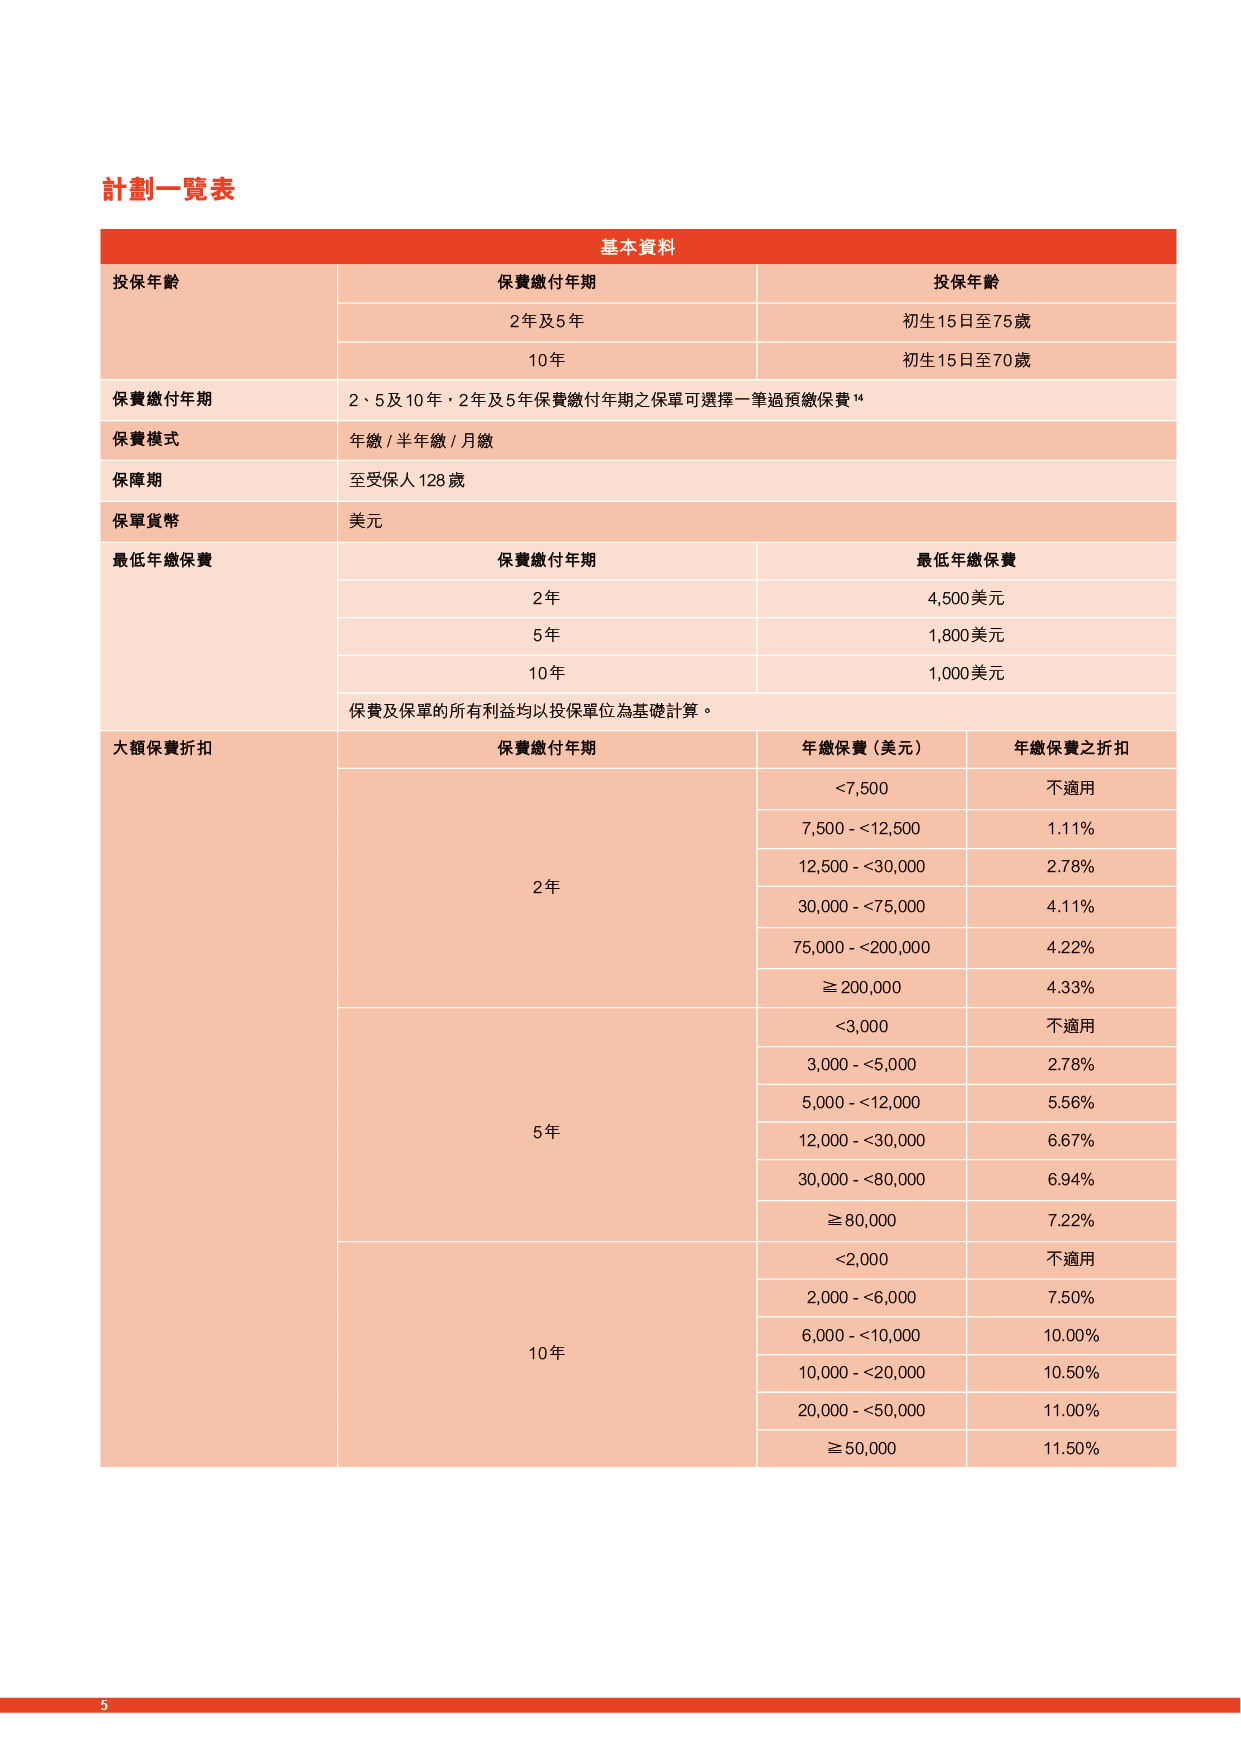 計劃一覽表
基本資料
投保年齡 保費繳付年期 投保年齡
2年及5年 初生15日至75歲
10年 初生15日至70歲
保費繳付年期 2、5及10年，2年及5年保費繳付年期之保單可選擇一筆過預繳保費14
保費模式 年繳 / 半年繳 / 月繳
保障期 至受保人128歲
保單貨幣 美元
最低年繳保費 保費繳付年期 最低年繳保費
2年 4,500美元
5年 1,800美元
10年 1,000美元
保費及保單的所有利益均以投保單位為基礎計算。
大額保費折扣 保費繳付年期 年繳保費（美元） 年繳保費之折扣
2年
<7,500 不適用
7,500 - <12,500 1.11%
12,500 - <30,000 2.78%
30,000 - <75,000 4.11%
75,000 - <200,000 4.22%
≧200,000 4.33%
5年
<3,000 不適用
3,000 - <5,000 2.78%
5,000 - <12,000 5.56%
12,000 - <30,000 6.67%
30,000 - <80,000 6.94%
≧80,000 7.22%
10年
<2,000 不適用
2,000 - <6,000 7.50%
6,000 - <10,000 10.00%
10,000 - <20,000 10.50%
20,000 - <50,000 11.00%
≧50,000 11.50%
5